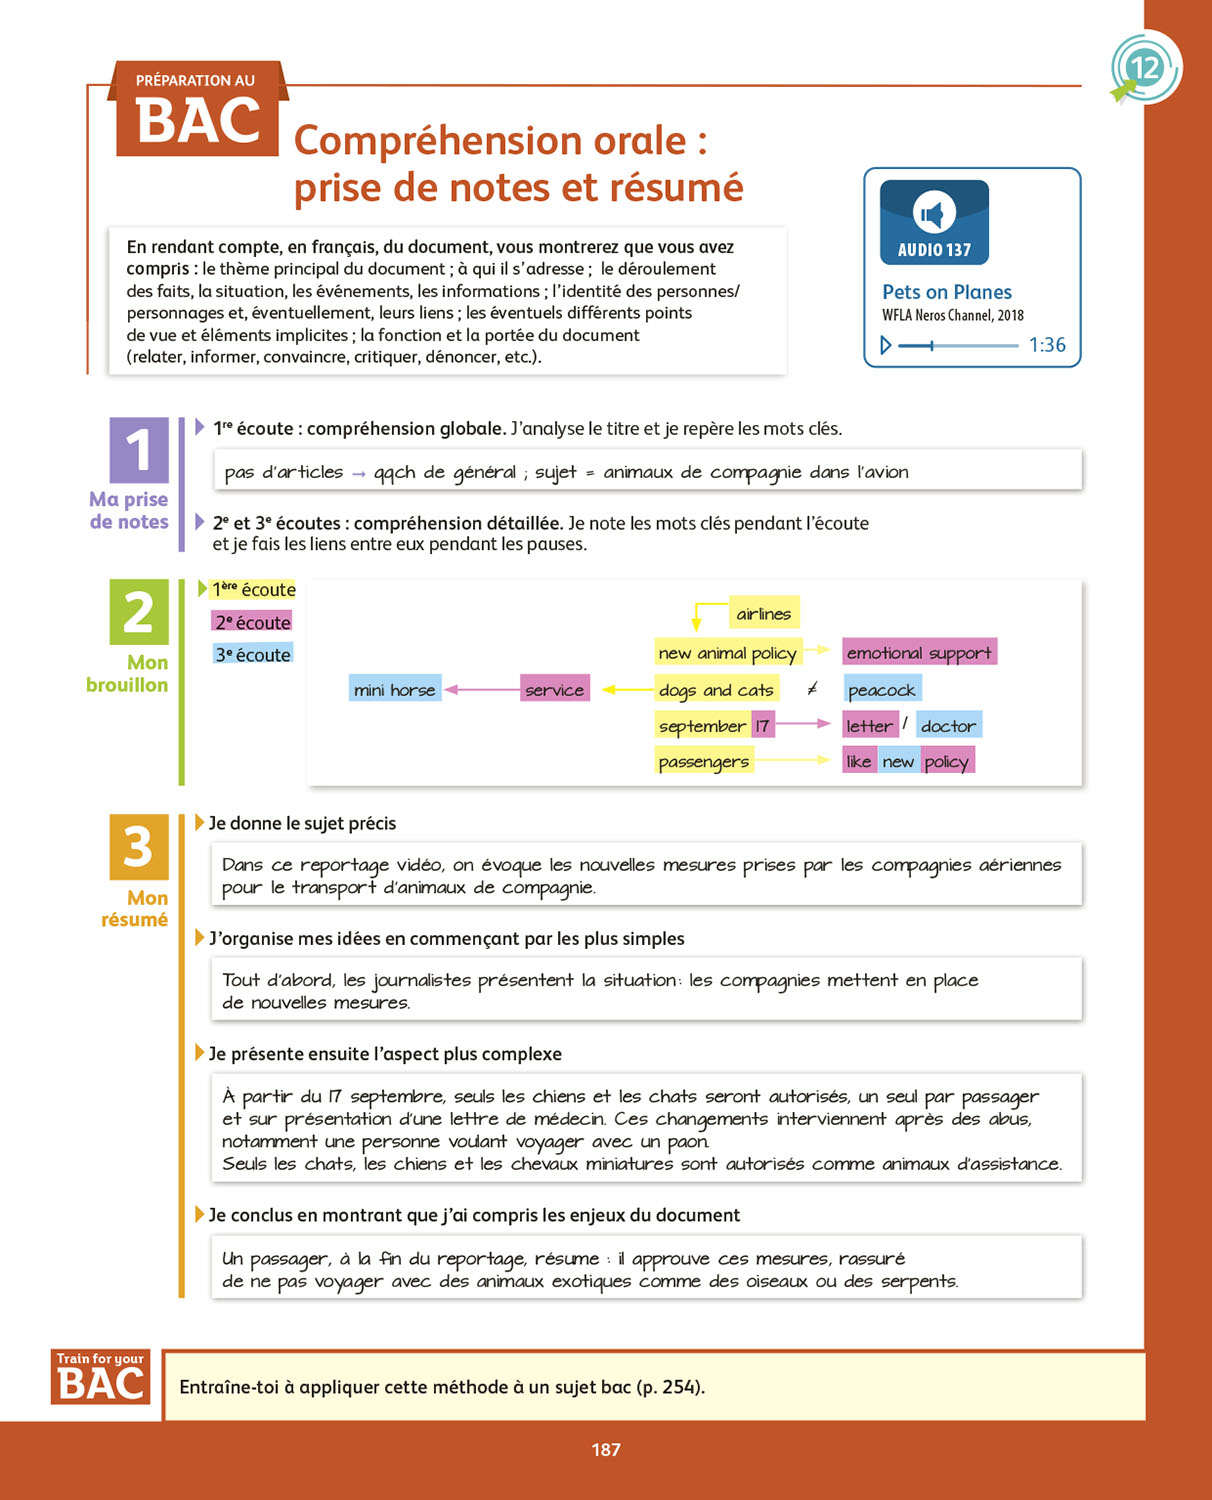 12
PRÉPARATION AU
BAC
Compréhension orale :
prise de notes et résumé
En rendant compte, en français, du document, vous montrerez que vous avez
compris : le thème principal du document ; à qui il s'adresse ; le déroulement
des faits, la situation, les événements, les informations ; l'identité des personnes/
personnages et, éventuellement, leurs liens ; les éventuels différents points
de vue et éléments implicites ; la fonction et la portée du document
(relater, informer, convaincre, critiquer, dénoncer, etc.).
AUDIO 137
Pets on Planes
WFLA Neros Channel, 2018
1:36
1
Ma prise
de notes
1re écoute : compréhension globale. J'analyse le titre et je repère les mots clés.
pas d'articles → qqch de général ; sujet = animaux de compagnie dans l'avion
2e et 3e écoutes : compréhension détaillée. Je note les mots clés pendant l'écoute
et je fais les liens entre eux pendant les pauses.
2
Mon
brouillon
1ère écoute
2e écoute
3e écoute
airlines
new animal policy emotional support
mini horse service dogs and cats ≠ peacock
september 17 letter / doctor
passengers like new policy
3
Mon
résumé
Je donne le sujet précis
Dans ce reportage vidéo, on évoque les nouvelles mesures prises par les compagnies aériennes
pour le transport d'animaux de compagnie.
J'organise mes idées en commençant par les plus simples
Tout d'abord, les journalistes présentent la situation : les compagnies mettent en place
de nouvelles mesures.
Je présente ensuite l'aspect plus complexe
À partir du 17 septembre, seuls les chiens et les chats seront autorisés, un seul par passager
et sur présentation d'une lettre de médecin. Ces changements interviennent après des abus,
notamment une personne voulant voyager avec un paon.
Seuls les chats, les chiens et les chevaux miniatures sont autorisés comme animaux d'assistance.
Je conclus en montrant que j'ai compris les enjeux du document
Un passager, à la fin du reportage, résume : il approuve ces mesures, rassuré
de ne pas voyager avec des animaux exotiques comme des oiseaux ou des serpents.
Train for your
BAC
Entraîne-toi à appliquer cette méthode à un sujet bac (p. 254).
187